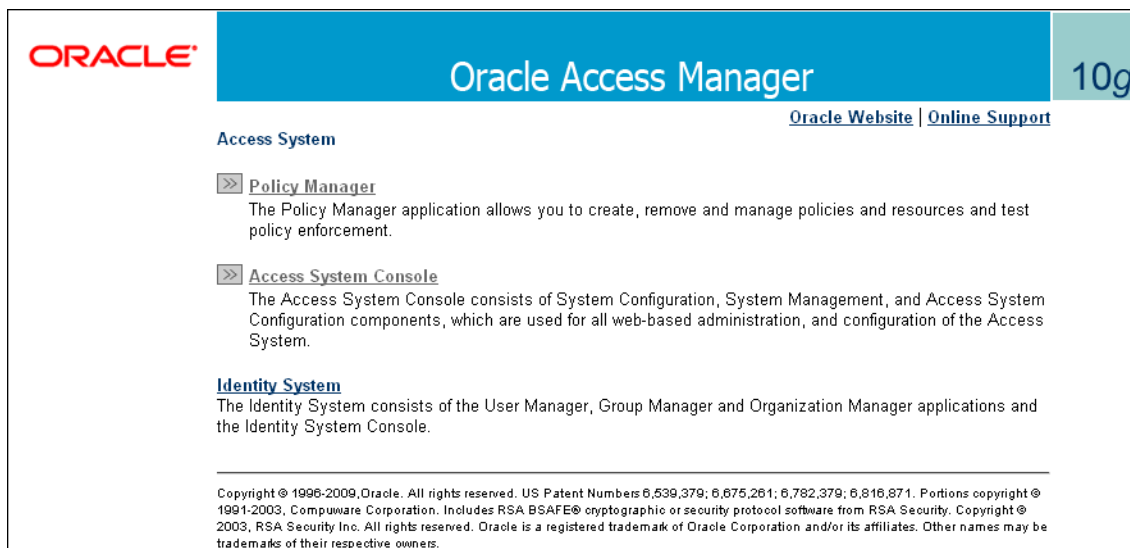 ORACLE
Oracle Access Manager
10g
Oracle Website | Online Support
Access System
Policy Manager
The Policy Manager application allows you to create, remove and manage policies and resources and test
policy enforcement.
Access System Console
The Access System Console consists of System Configuration, System Management, and Access System
Configuration components, which are used for all web-based administration, and configuration of the Access
System.
Identity System
The Identity System consists of the User Manager, Group Manager and Organization Manager applications and
the Identity System Console.
Copyright © 1996-2009,Oracle. All rights reserved. US Patent Numbers 6,539,379; 6,675,261; 6,782,379; 6,816,871. Portions copyright ©
1991-2003, Compuware Corporation. Includes RSA BSAFE® cryptographic or security protocol software from RSA Security. Copyright ©
2003, RSA Security Inc. All rights reserved. Oracle is a registered trademark of Oracle Corporation and/or its affiliates. Other names may be
trademarks of their respective owners.